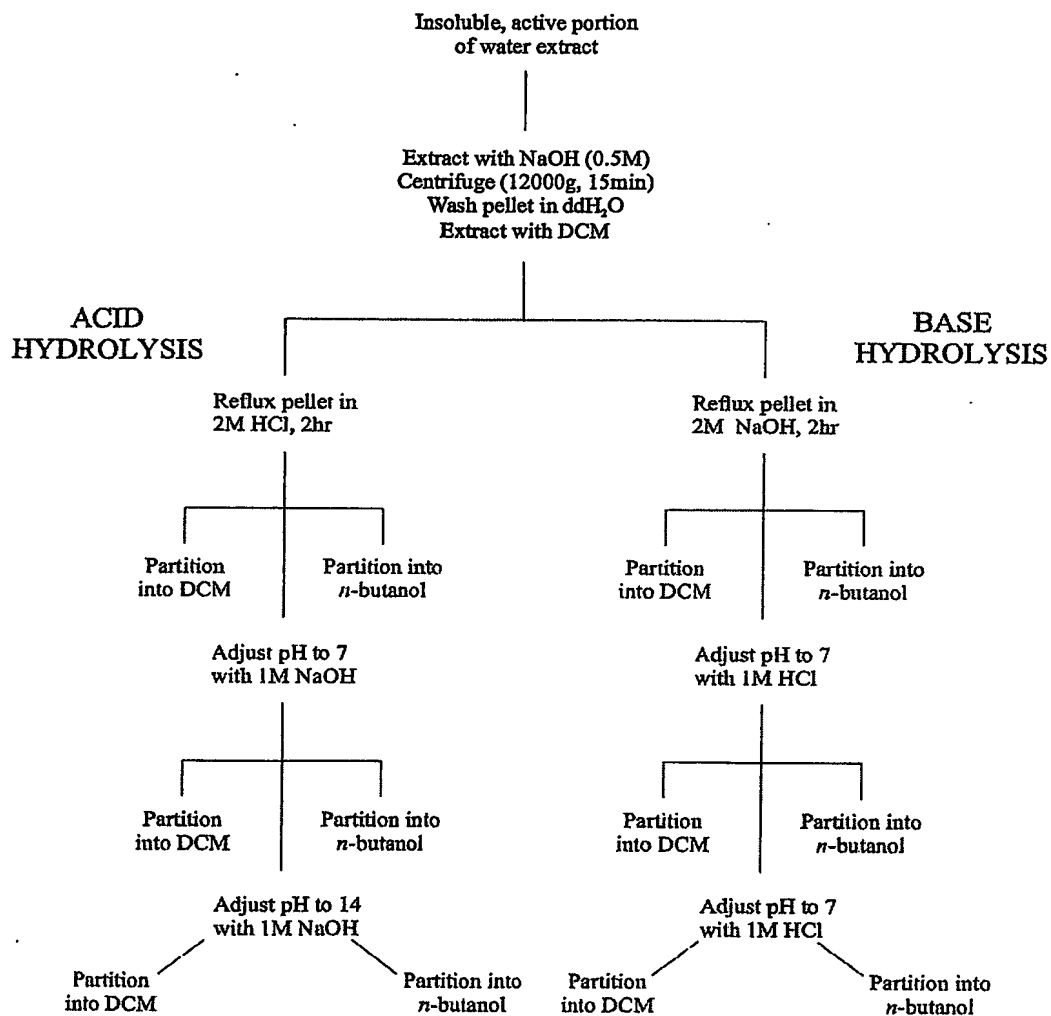 Insoluble, active portion
of water extract
Extract with NaOH (0.5M)
Centrifuge (12000g, 15min)
Wash pellet in ddH₂O
Extract with DCM
ACID
HYDROLYSIS
BASE
HYDROLYSIS
Reflux pellet in
2M HCl, 2hr
Reflux pellet in
2M NaOH, 2hr
Partition
into DCM
Partition into
n-butanol
Partition
into DCM
Partition into
n-butanol
Adjust pH to 7
with 1M NaOH
Adjust pH to 7
with 1M HCl
Partition
into DCM
Partition into
n-butanol
Partition
into DCM
Partition into
n-butanol
Adjust pH to 14
with 1M NaOH
Adjust pH to 7
with 1M HCl
Partition
into DCM
Partition into
n-butanol
Partition
into DCM
Partition into
n-butanol